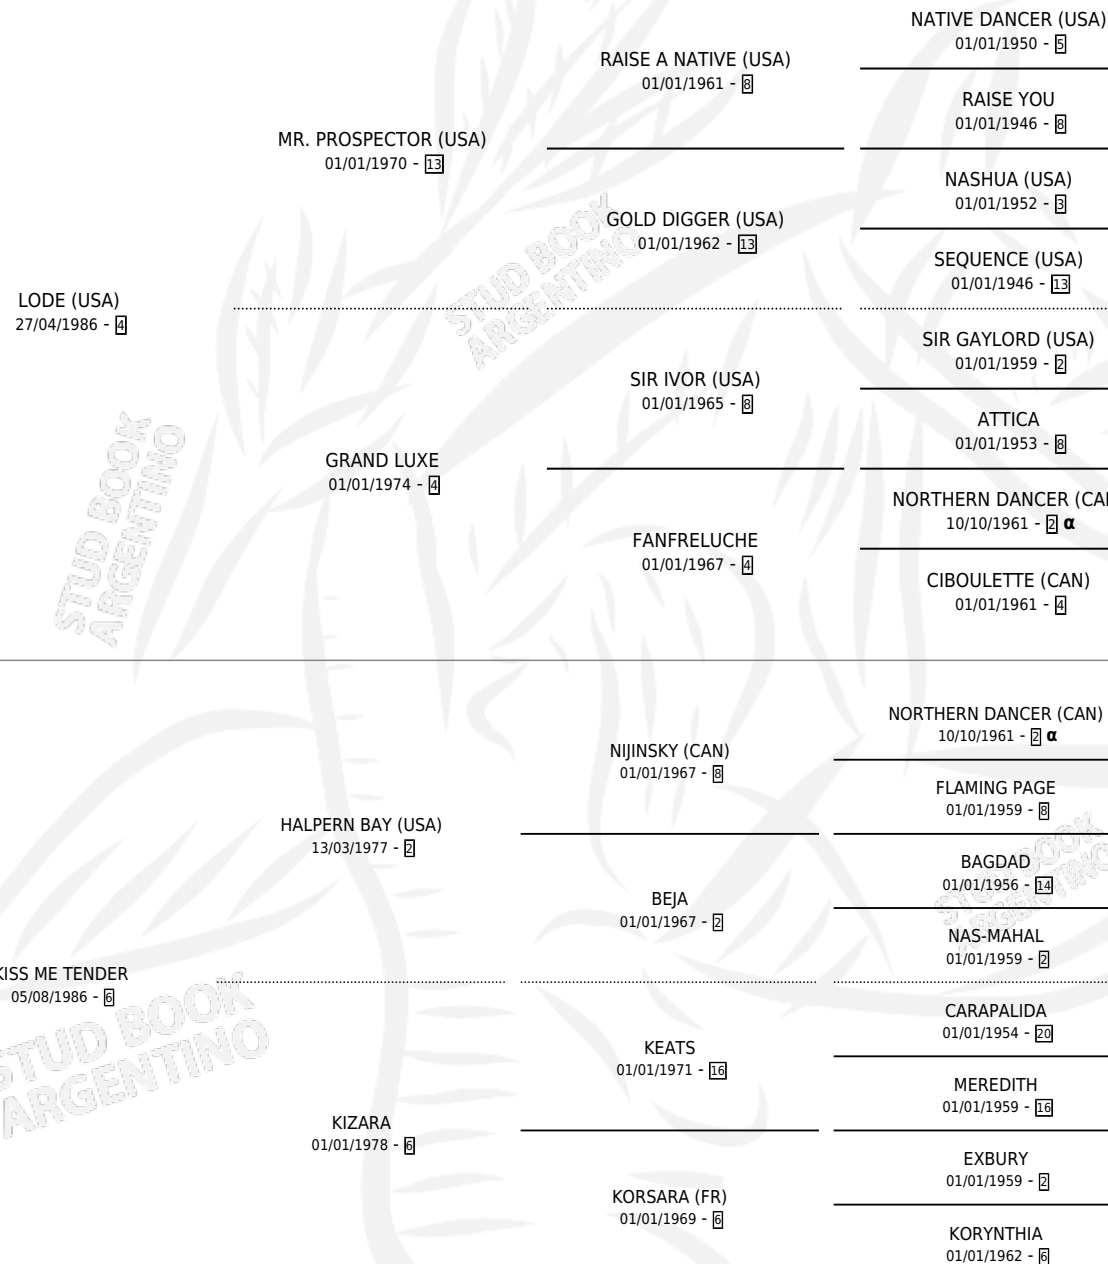 NATIVE DANCER (USA)
01/01/1950 - 5
RAISE A NATIVE (USA)
01/01/1961 - 8
RAISE YOU
01/01/1946 - 8
MR. PROSPECTOR (USA)
01/01/1970 - 13
NASHUA (USA)
01/01/1952 - 3
GOLD DIGGER (USA)
01/01/1962 - 13
SEQUENCE (USA)
01/01/1946 - 13
LODE (USA)
27/04/1986 - 4
SIR GAYLORD (USA)
01/01/1959 - 2
SIR IVOR (USA)
01/01/1965 - 8
ATTICA
01/01/1953 - 8
GRAND LUXE
01/01/1974 - 4
NORTHERN DANCER (CAN
10/10/1961 - 2 α
FANFRELUCHE
01/01/1967 - 4
CIBOULETTE (CAN)
01/01/1961 - 4
NORTHERN DANCER (CAN)
10/10/1961 - 2 α
NIJINSKY (CAN)
01/01/1967 - 8
FLAMING PAGE
01/01/1959 - 8
HALPERN BAY (USA)
13/03/1977 - 2
BAGDAD
01/01/1956 - 14
BEJA
01/01/1967 - 2
NAS-MAHAL
01/01/1959 - 2
KISS ME TENDER
05/08/1986 - 6
CARAPALIDA
01/01/1954 - 20
KEATS
01/01/1971 - 16
MEREDITH
01/01/1959 - 16
KIZARA
01/01/1978 - 6
EXBURY
01/01/1959 - 2
KORSARA (FR)
01/01/1969 - 6
KORYNTHIA
01/01/1962 - 6
STUD BOOK
ARGENTINO
STUD BOOK
ARGENTINO
STUD BOOK
ARGENTINO
STUD BOOK
ARGENTINO